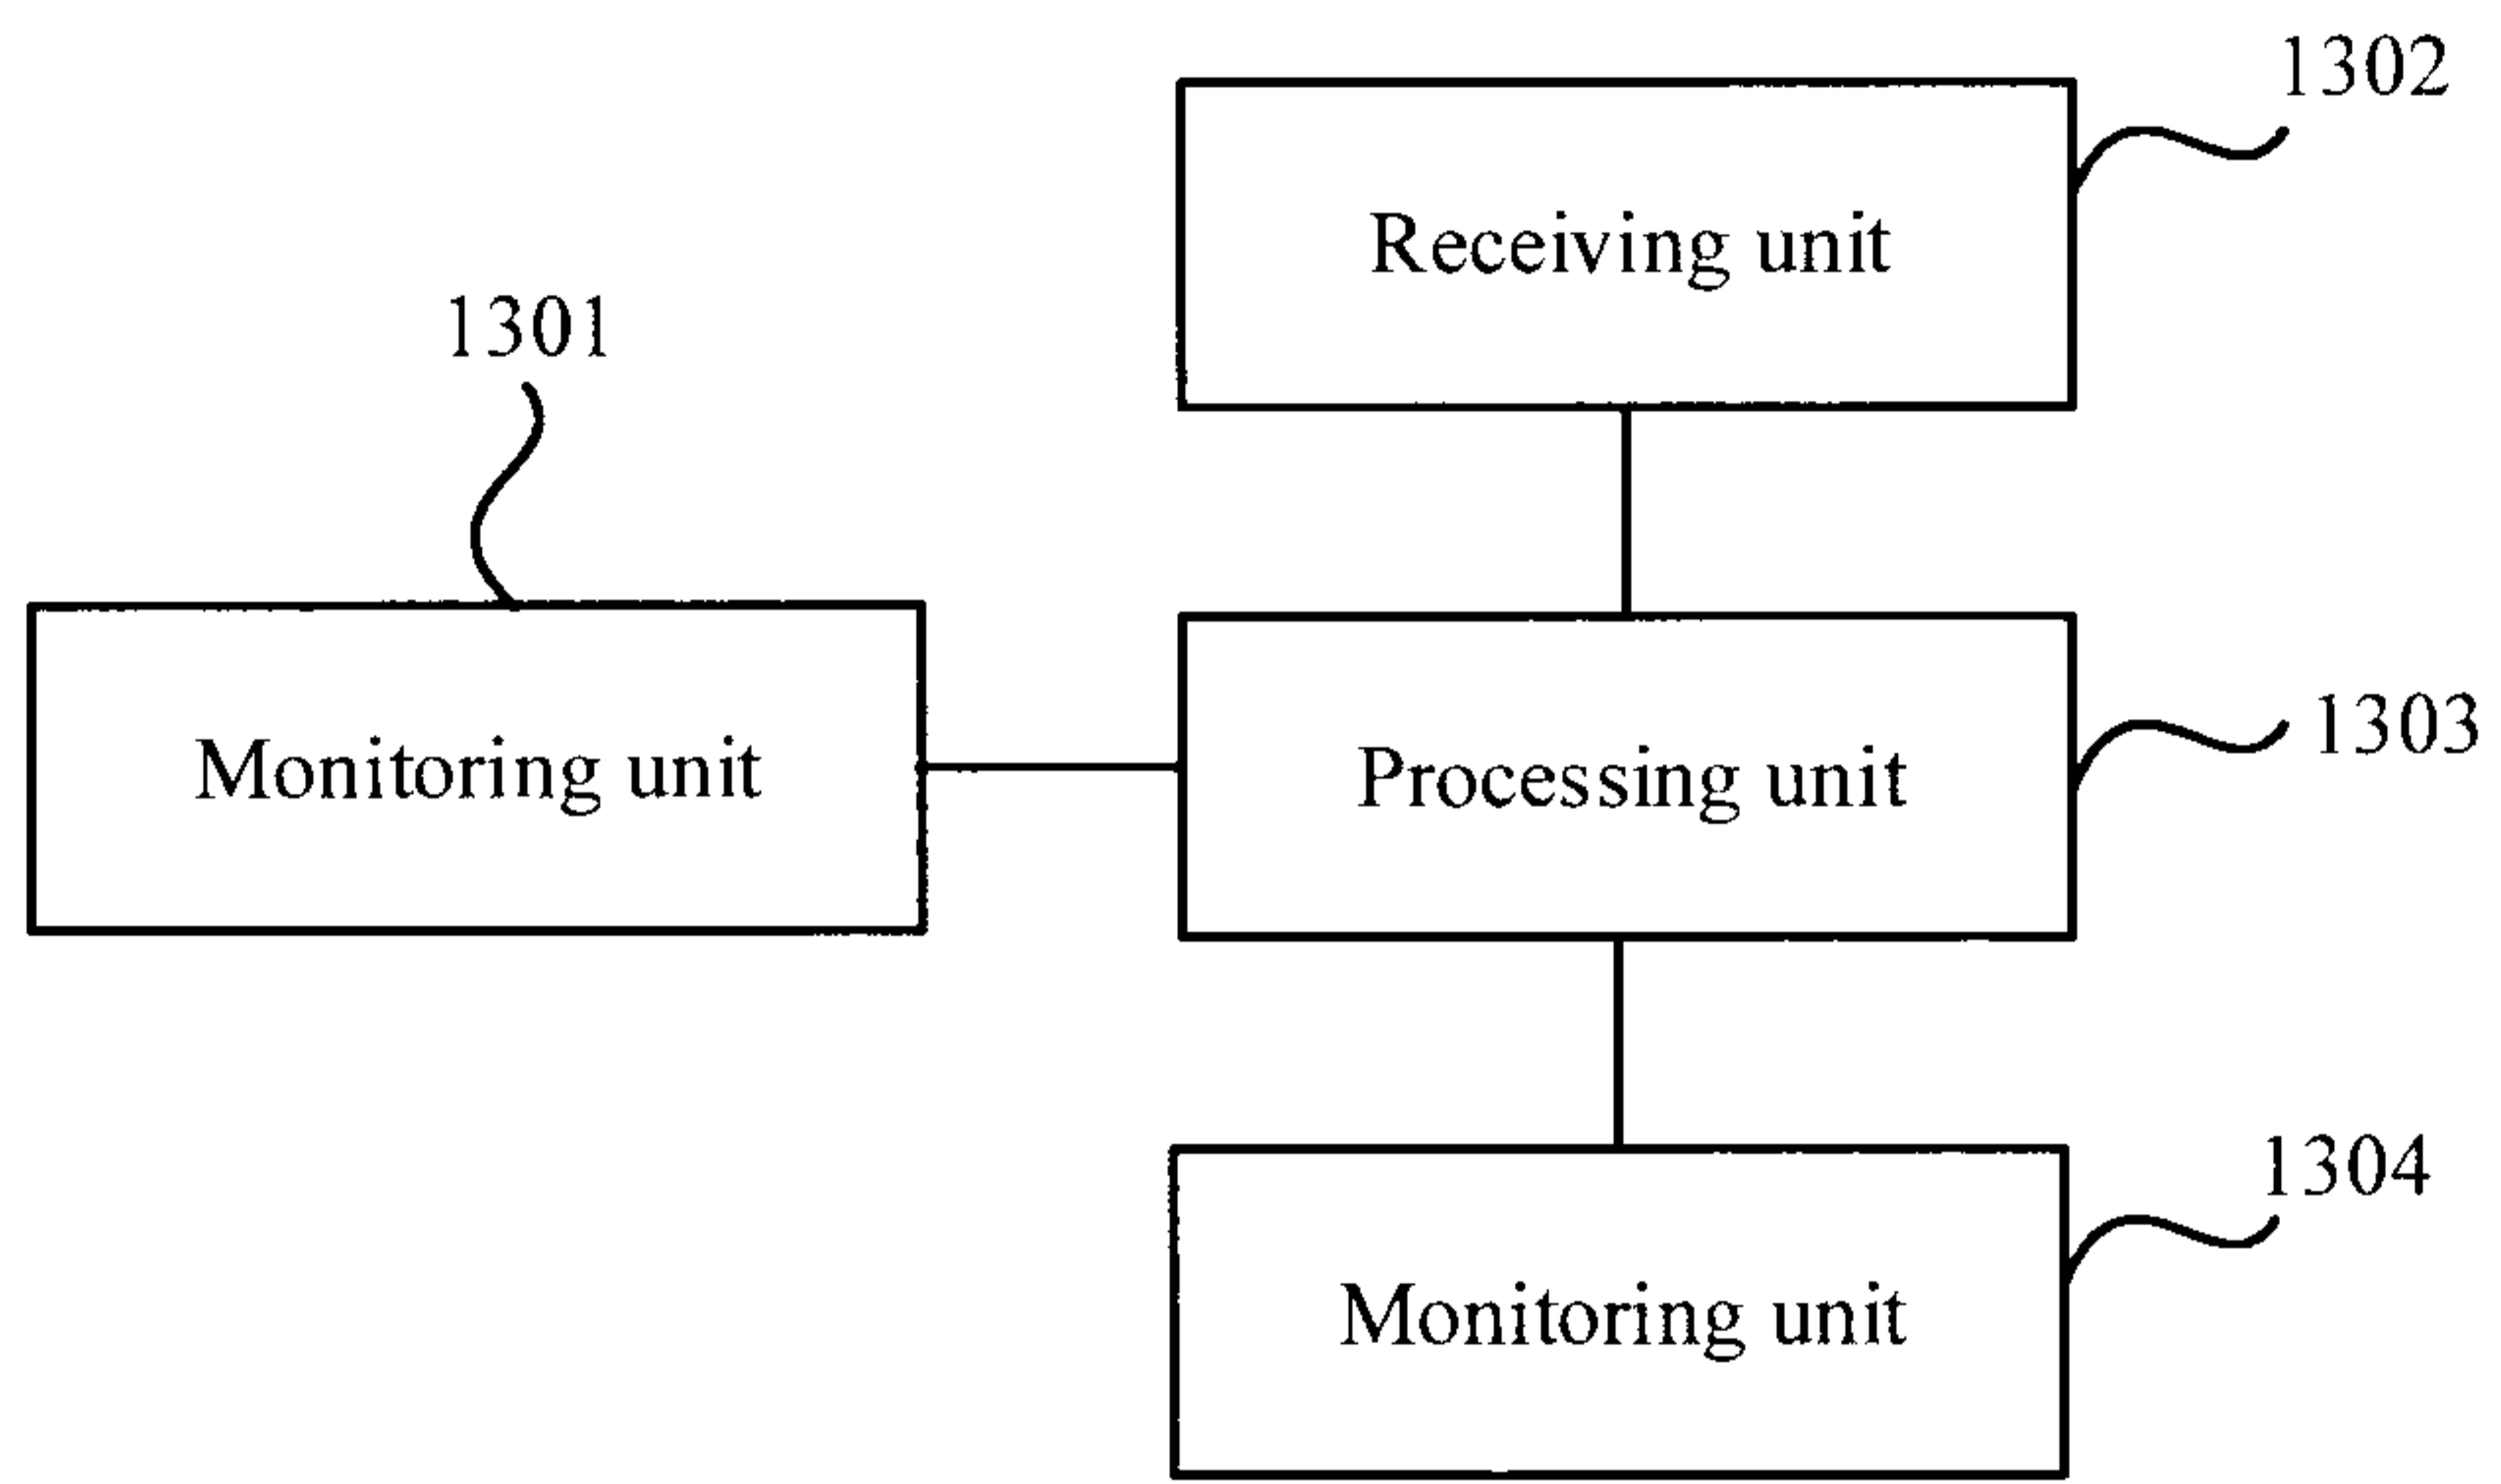 1302
Receiving unit
1301
Monitoring unit
Processing unit
1303
1304
Monitoring unit